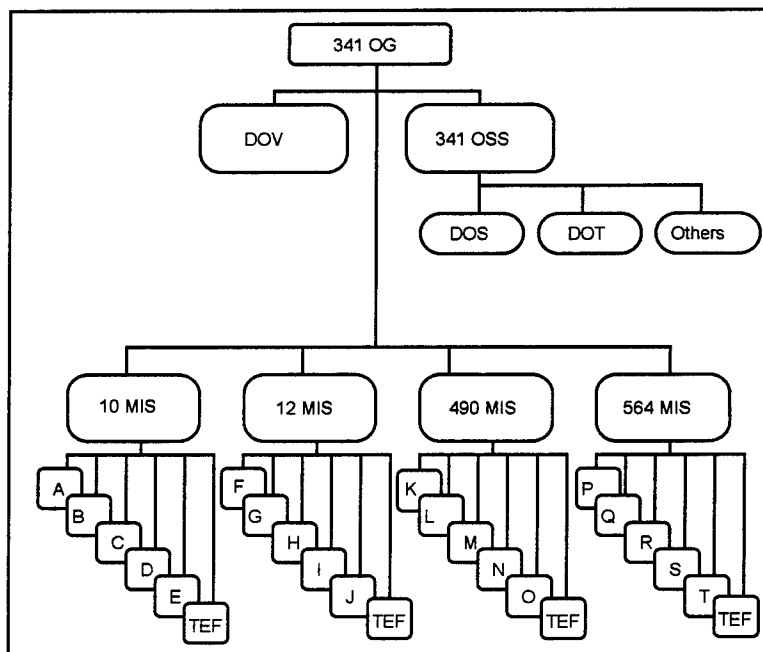 341 OG
DOV
341 OSS
DOS
DOT
Others
10 MIS
12 MIS
490 MIS
564 MIS
A
B
C
D
E
TEF
F
G
H
I
J
TEF
K
L
M
N
O
TEF
P
Q
R
S
T
TEF